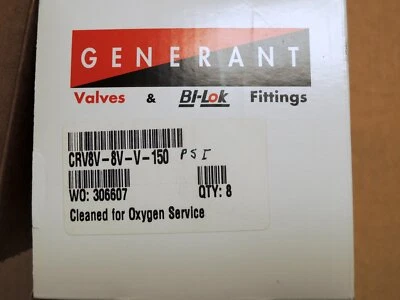 GENERANT
Valves & Bi-Lok Fittings
CRV8V-8V-V-150 PSI
WO: 306607 QTY: 8
Cleaned for Oxygen Service